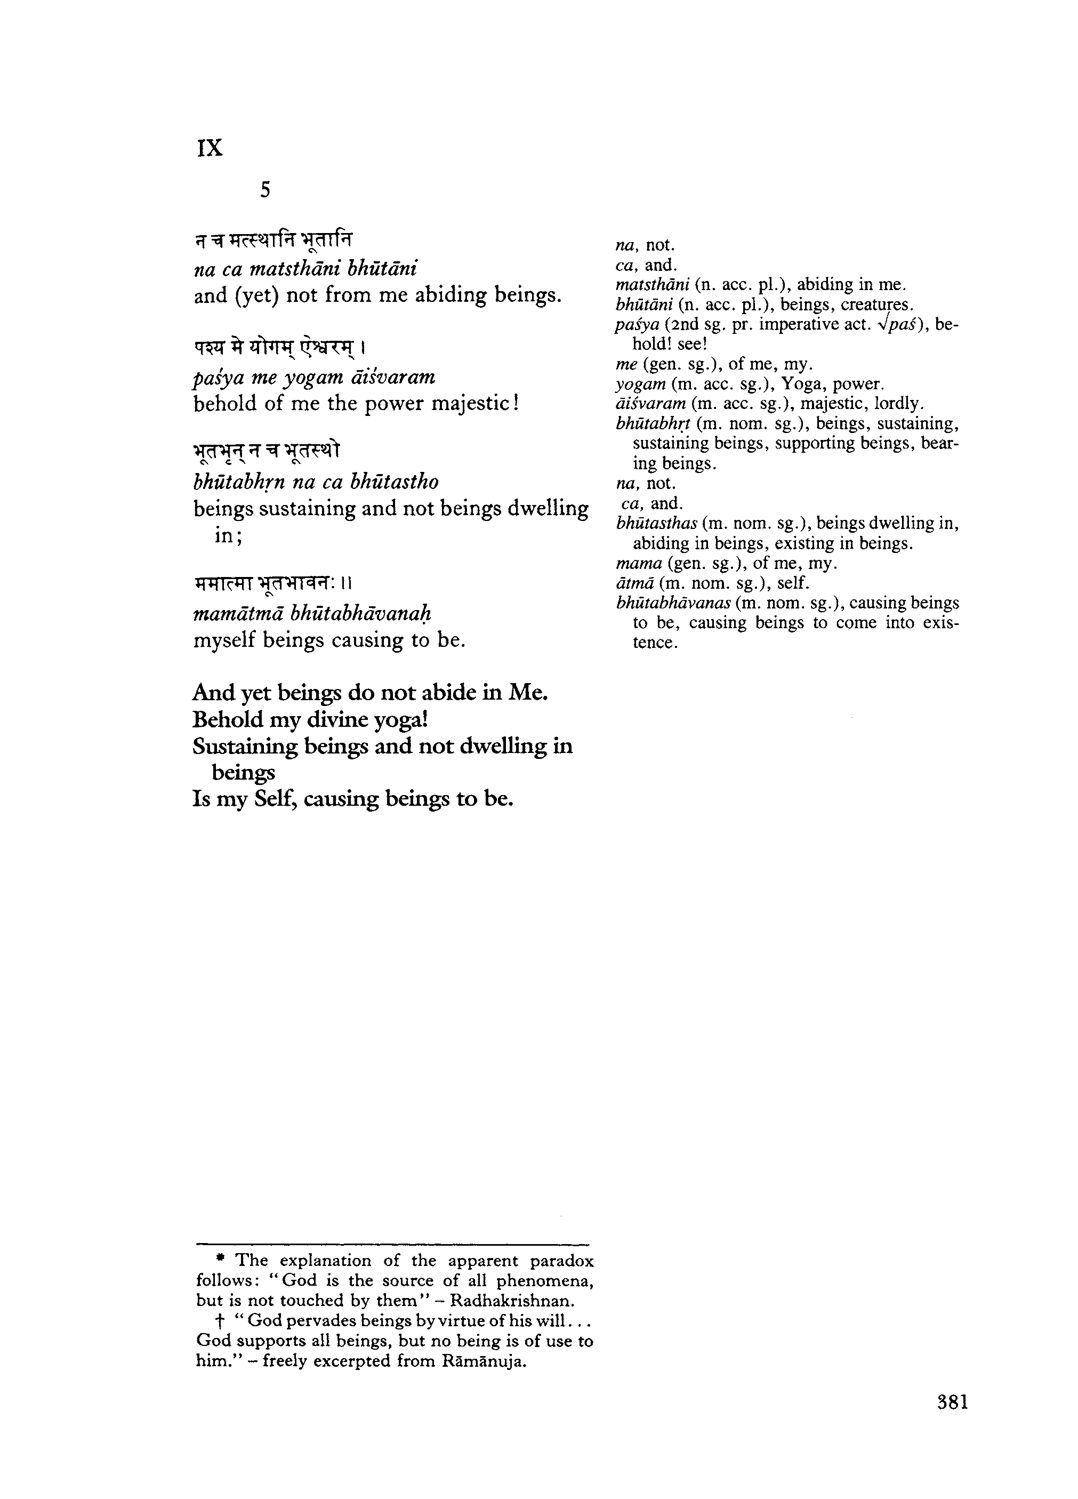 IX
5
न च मत्स्थानि भूतानि
na ca matsthāni bhūtāni
and (yet) not from me abiding beings.
पश्य मे योगम् ऐश्वरम् ।
paśya me yogam āiśvaram
behold of me the power majestic!
भूतभृन् न च भूतस्थो
bhūtabhṛn na ca bhūtastho
beings sustaining and not beings dwelling
in;
ममात्मा भूतभावनः ।।
mamātmā bhūtabhāvanaḥ
myself beings causing to be.
And yet beings do not abide in Me.
Behold my divine yoga!
Sustaining beings and not dwelling in
beings
Is my Self, causing beings to be.
na, not.
ca, and.
matsthāni (n. acc. pl.), abiding in me.
bhūtāni (n. acc. pl.), beings, creatures.
paśya (2nd sg. pr. imperative act. √paś), be-
hold! see!
me (gen. sg.), of me, my.
yogam (m. acc. sg.), Yoga, power.
āiśvaram (m. acc. sg.), majestic, lordly.
bhūtabhṛt (m. nom. sg.), beings, sustaining,
sustaining beings, supporting beings, bear-
ing beings.
na, not.
ca, and.
bhūtasthas (m. nom. sg.), beings dwelling in,
abiding in beings, existing in beings.
mama (gen. sg.), of me, my.
ātmā (m. nom. sg.), self.
bhūtabhāvanas (m. nom. sg.), causing beings
to be, causing beings to come into exis-
tence.
* The explanation of the apparent paradox
follows: “God is the source of all phenomena,
but is not touched by them” – Radhakrishnan.
† “God pervades beings by virtue of his will...
God supports all beings, but no being is of use to
him.” – freely excerpted from Rāmānuja.
381